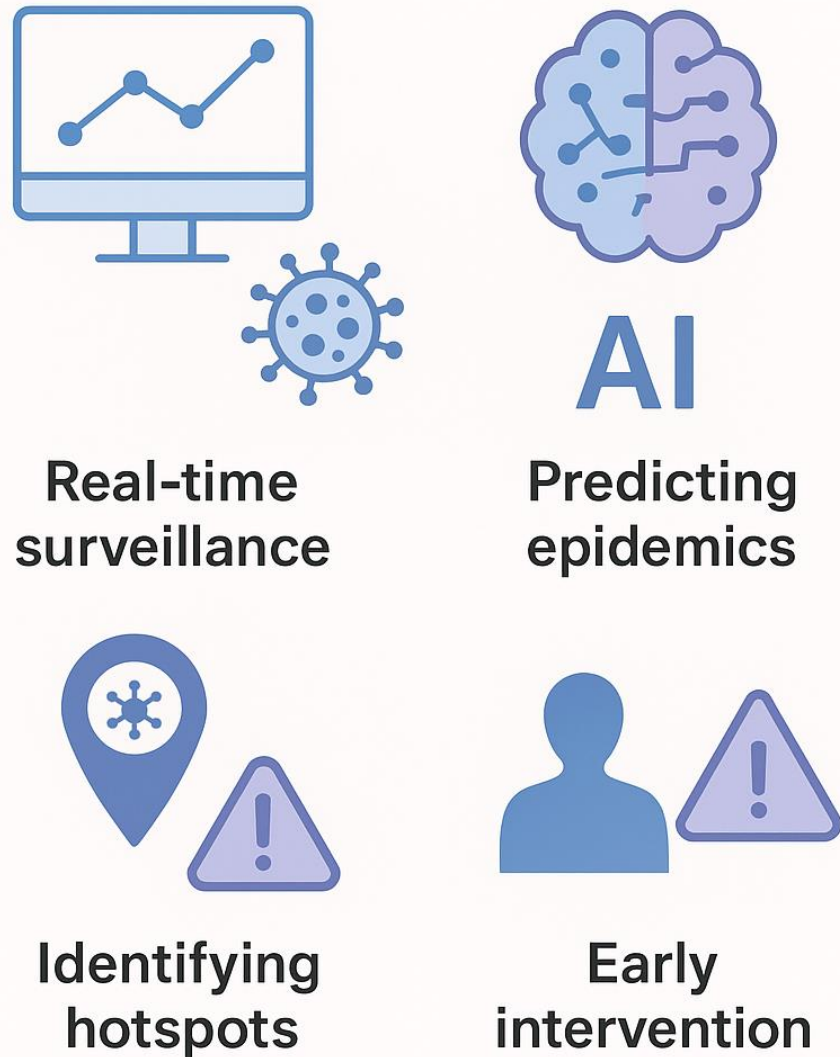 AI
Real-time
surveillance
Predicting
epidemics
Identifying
hotspots
Early
intervention